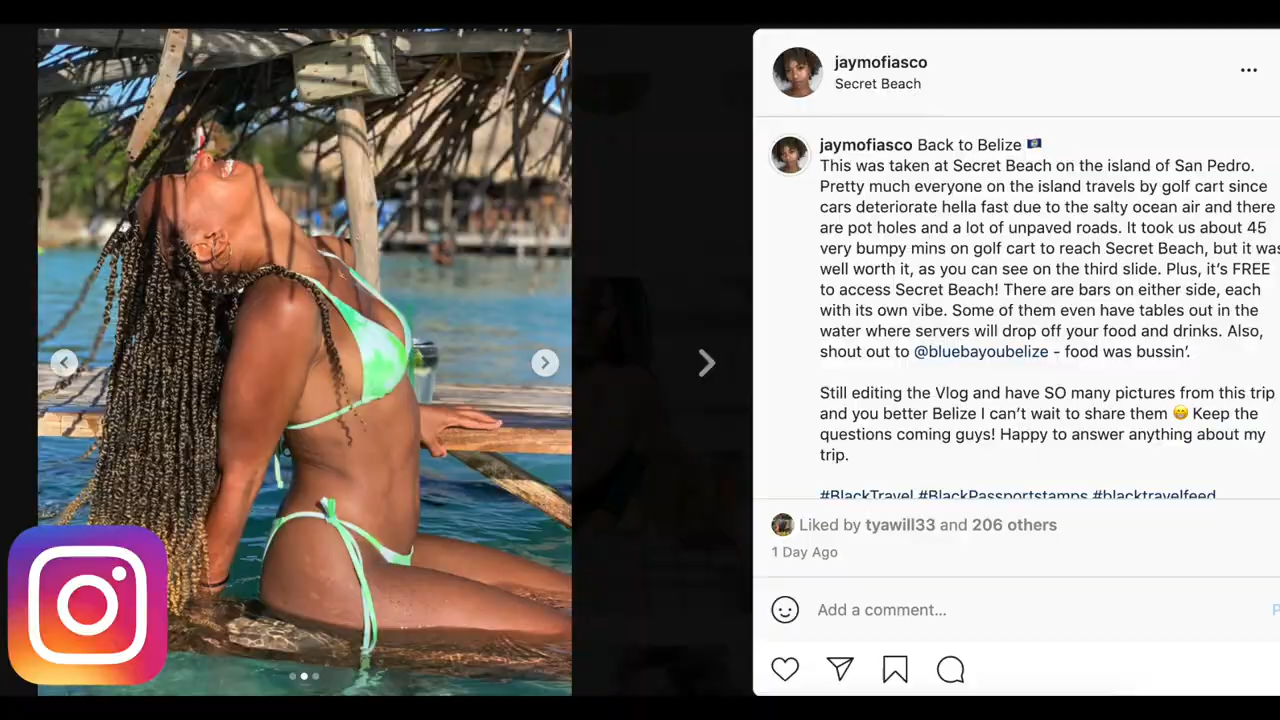 jaymofiasco
Secret Beach
jaymofiasco Back to Belize 🇧🇿
This was taken at Secret Beach on the island of San Pedro.
Pretty much everyone on the island travels by golf cart since
cars deteriorate hella fast due to the salty ocean air and there
are pot holes and a lot of unpaved roads. It took us about 45
very bumpy mins on golf cart to reach Secret Beach, but it was
well worth it, as you can see on the third slide. Plus, it’s FREE
to access Secret Beach! There are bars on either side, each
with its own vibe. Some of them even have tables out in the
water where servers will drop off your food and drinks. Also,
shout out to @bluebayoubelize - food was bussin’.
Still editing the Vlog and have SO many pictures from this trip
and you better Belize I can’t wait to share them 😁 Keep the
questions coming guys! Happy to answer anything about my
trip.
#BlackTravel #BlackPassportstamps #blacktravelfeed
Liked by tyawill33 and 206 others
1 Day Ago
Add a comment...
P